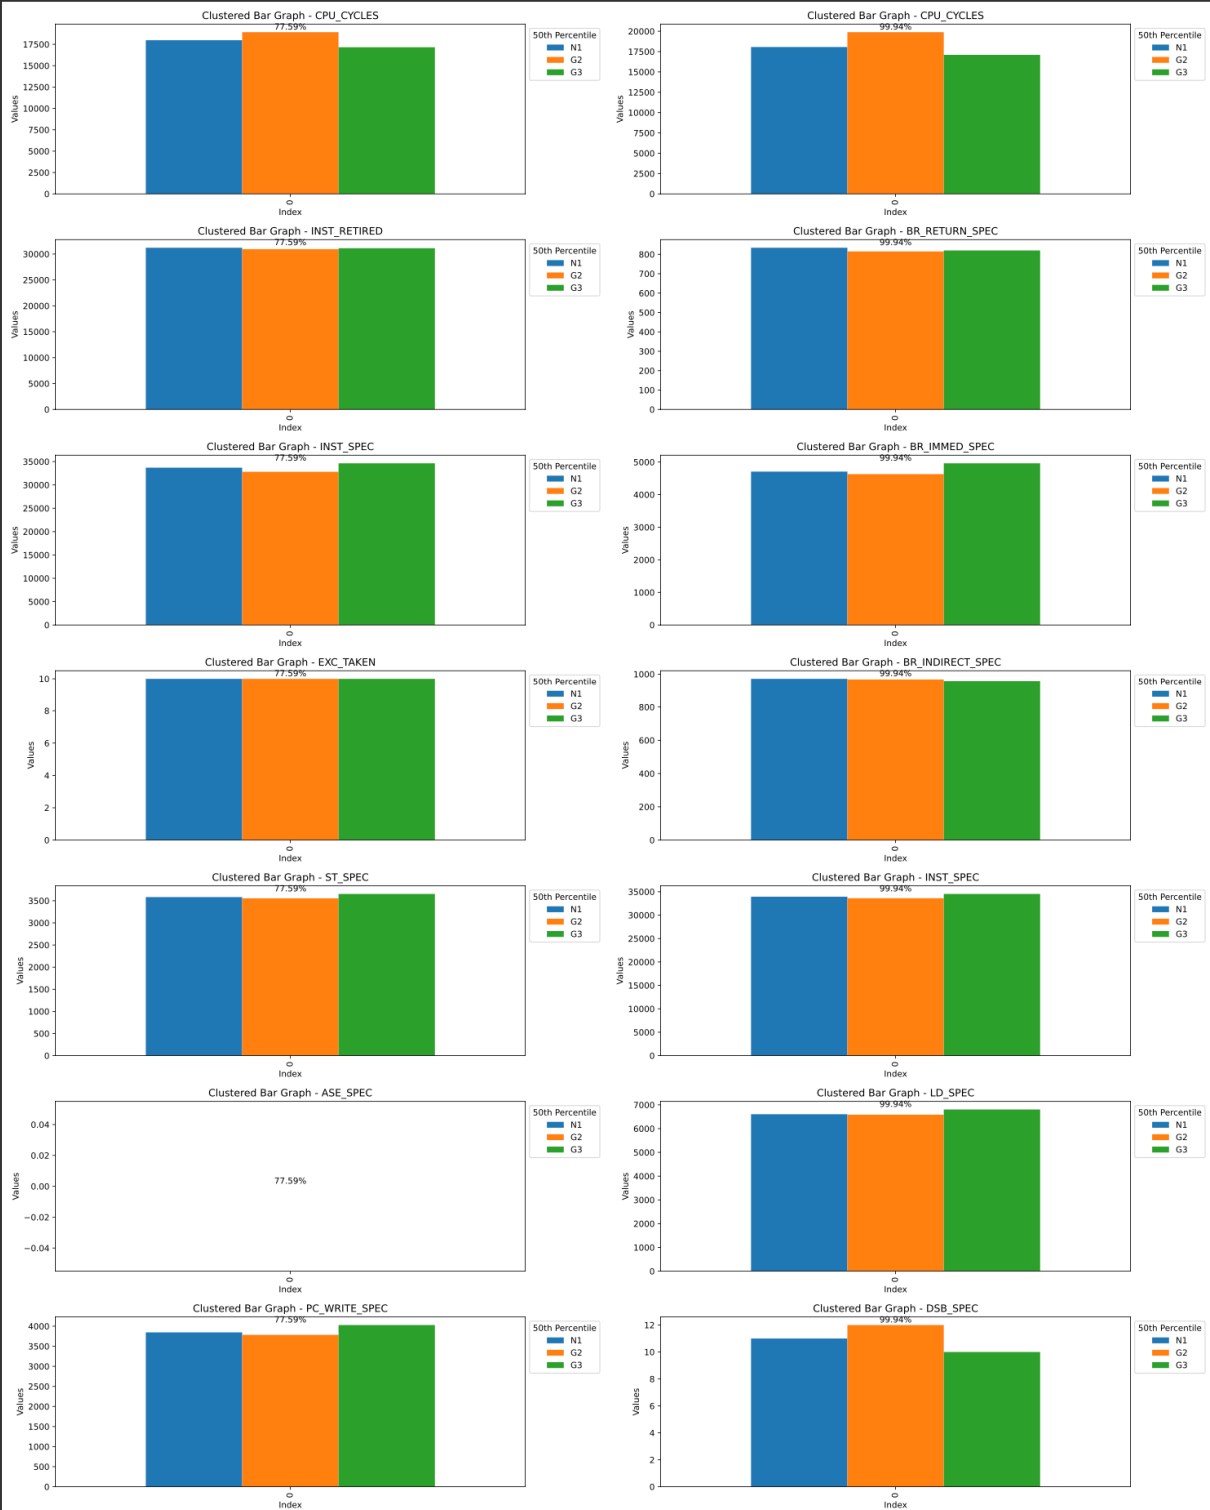 Clustered Bar Graph - CPU_CYCLES
77.59%
17500
15000
12500
10000
7500
5000
2500
0
Values
0
Index
50th Percentile
N1
G2
G3
Clustered Bar Graph - CPU_CYCLES
99.94%
20000
17500
15000
12500
10000
7500
5000
2500
0
Values
0
Index
50th Percentile
N1
G2
G3
Clustered Bar Graph - INST_RETIRED
77.59%
30000
25000
20000
15000
10000
5000
0
Values
0
Index
50th Percentile
N1
G2
G3
Clustered Bar Graph - BR_RETURN_SPEC
99.94%
800
700
600
500
400
300
200
100
0
Values
0
Index
50th Percentile
N1
G2
G3
Clustered Bar Graph - INST_SPEC
77.59%
35000
30000
25000
20000
15000
10000
5000
0
Values
0
Index
50th Percentile
N1
G2
G3
Clustered Bar Graph - BR_IMMED_SPEC
99.94%
5000
4000
3000
2000
1000
0
Values
0
Index
50th Percentile
N1
G2
G3
Clustered Bar Graph - EXC_TAKEN
77.59%
10
8
6
4
2
0
Values
0
Index
50th Percentile
N1
G2
G3
Clustered Bar Graph - BR_INDIRECT_SPEC
99.94%
1000
800
600
400
200
0
Values
0
Index
50th Percentile
N1
G2
G3
Clustered Bar Graph - ST_SPEC
77.59%
3500
3000
2500
2000
1500
1000
500
0
Values
0
Index
50th Percentile
N1
G2
G3
Clustered Bar Graph - INST_SPEC
99.94%
35000
30000
25000
20000
15000
10000
5000
0
Values
0
Index
50th Percentile
N1
G2
G3
Clustered Bar Graph - ASE_SPEC
0.04
0.02
0.00
−0.02
−0.04
Values
77.59%
0
Index
50th Percentile
N1
G2
G3
Clustered Bar Graph - LD_SPEC
99.94%
7000
6000
5000
4000
3000
2000
1000
0
Values
0
Index
50th Percentile
N1
G2
G3
Clustered Bar Graph - PC_WRITE_SPEC
77.59%
4000
3500
3000
2500
2000
1500
1000
500
0
Values
0
Index
50th Percentile
N1
G2
G3
Clustered Bar Graph - DSB_SPEC
99.94%
12
10
8
6
4
2
0
Values
0
Index
50th Percentile
N1
G2
G3